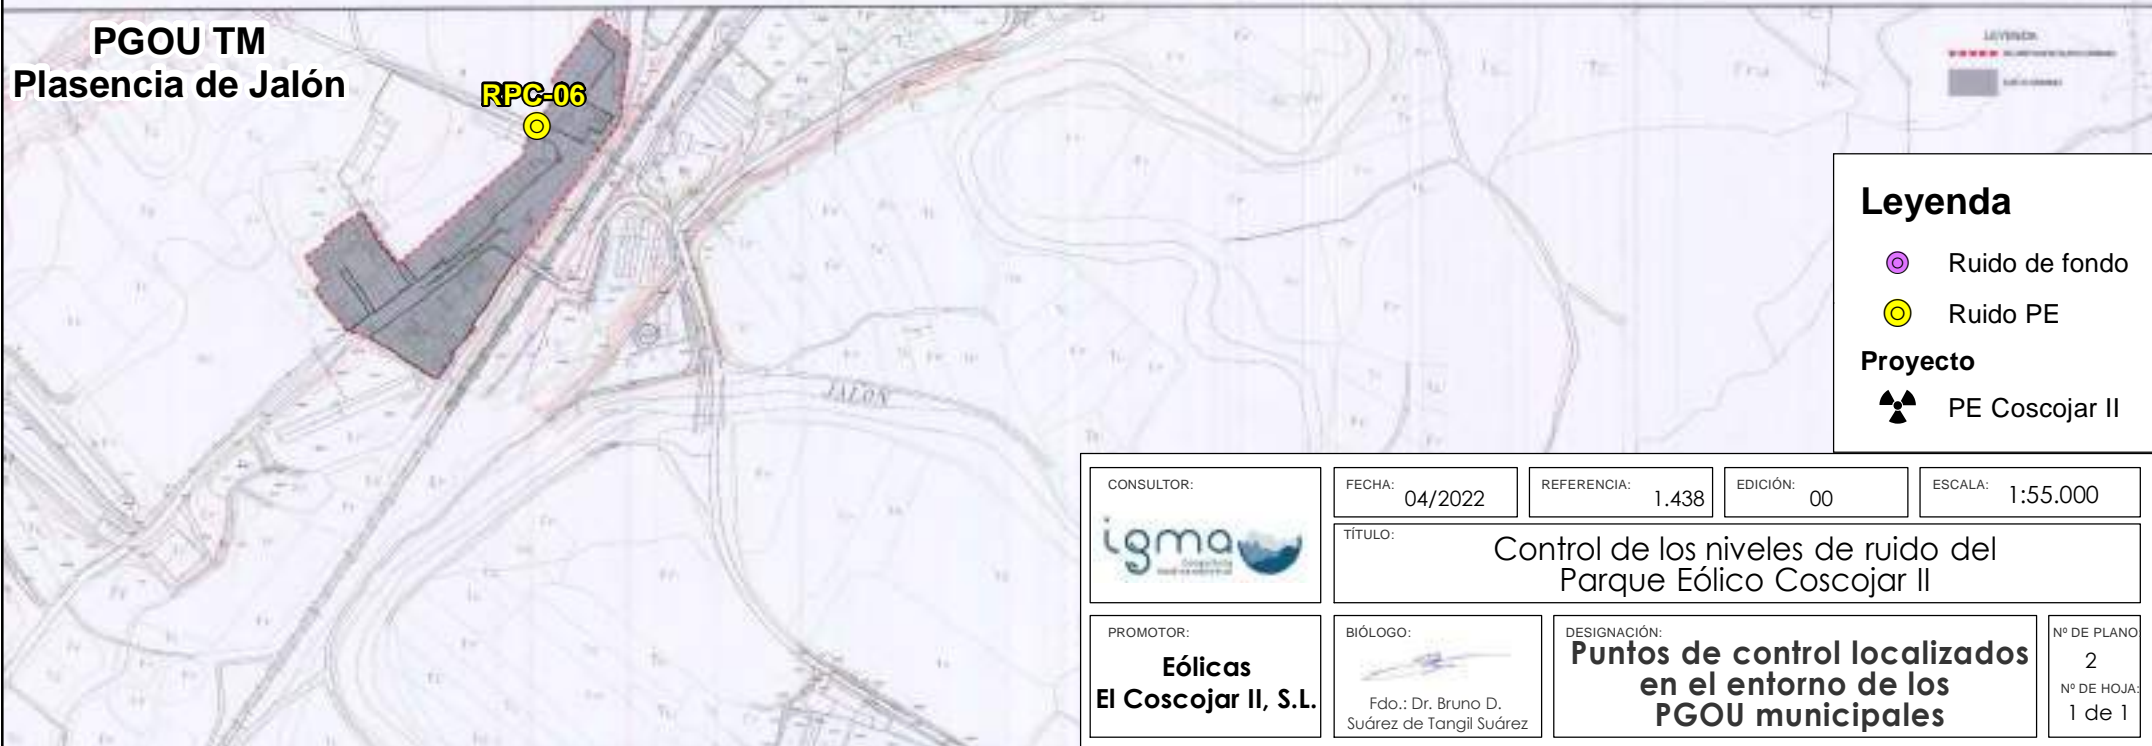 PGOU TM
Plasencia de Jalón
RPC-06
LEYENDA
JALON
Leyenda
Ruido de fondo
Ruido PE
Proyecto
PE Coscojar II
CONSULTOR:
igma
FECHA: 04/2022
REFERENCIA: 1.438
EDICIÓN: 00
ESCALA: 1:55.000
TÍTULO:
Control de los niveles de ruido del
Parque Eólico Coscojar II
PROMOTOR:
Eólicas
El Coscojar II, S.L.
BIÓLOGO:
Fdo.: Dr. Bruno D.
Suárez de Tangil Suárez
DESIGNACIÓN:
Puntos de control localizados
en el entorno de los
PGOU municipales
Nº DE PLANO:
2
Nº DE HOJA:
1 de 1